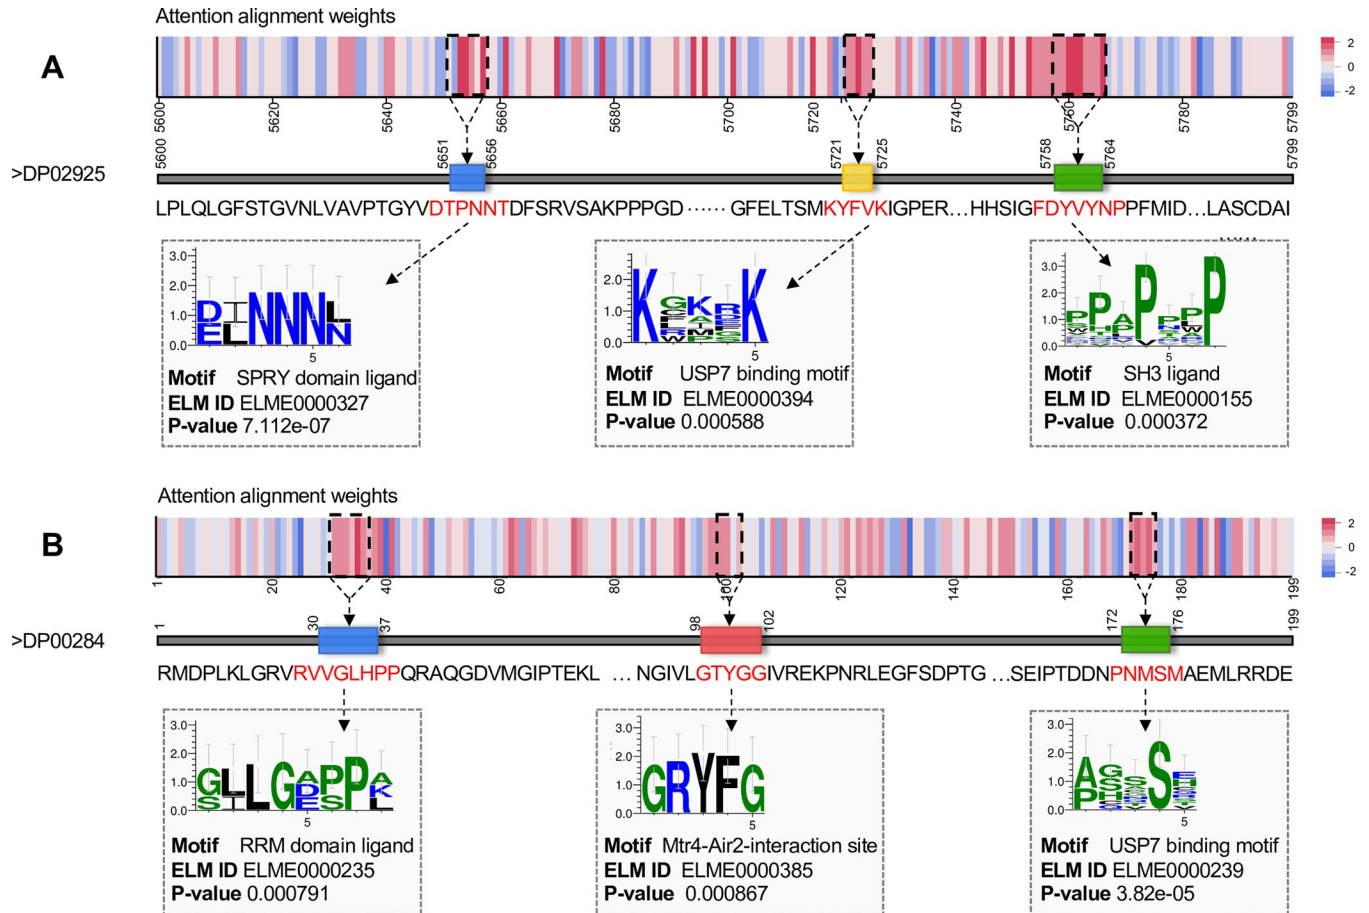 Attention alignment weights
A
2
0
-2
5600
5620
5640
5660
5680
5700
5720
5740
5760
5780
5799
5600
5651
5656
5721
5725
5758
5764
5799
>DP02925
LPLQLGFSTGVNLVAVPTGYVDTPNNTDFSRVSAKPPPGD ······ GFELTSMKYFVKIGPER...HHSIGFDYVYNPPFMID...LASCDAI
3.0
2.0
1.0
0.0
5
Motif SPRY domain ligand
ELM ID ELME0000327
P-value 7.112e-07
2.0
1.0
0.0
5
Motif USP7 binding motif
ELM ID ELME0000394
P-value 0.000588
3.0
2.0
1.0
0.0
5
Motif SH3 ligand
ELM ID ELME0000155
P-value 0.000372
Attention alignment weights
B
2
0
-2
1
20
40
60
80
100
120
140
160
180
199
1
30
37
98
102
172
176
199
>DP00284
RMDPLKLGRVRVVGLHPPQRAQGDVMGIPTEKL ...NGIVLGTYGGIVREKPNRLEGFSDPTG ...SEIPTDDNPNMSMAEMLRRDE
3.0
2.0
1.0
0.0
5
Motif RRM domain ligand
ELM ID ELME0000235
P-value 0.000791
3.0
2.0
1.0
0.0
GRYFG
5
Motif Mtr4-Air2-interaction site
ELM ID ELME0000385
P-value 0.000867
3.0
2.0
1.0
0.0
5
Motif USP7 binding motif
ELM ID ELME0000239
P-value 3.82e-05